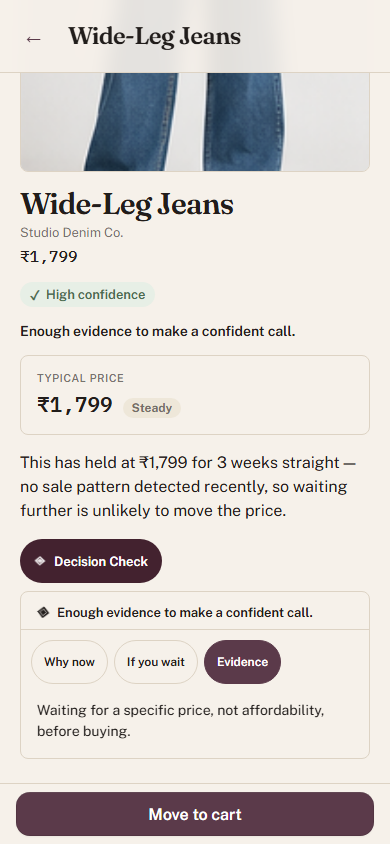 ← Wide-Leg Jeans
Wide-Leg Jeans
Studio Denim Co.
₹1,799
✓ High confidence
Enough evidence to make a confident call.
TYPICAL PRICE
₹1,799 Steady
This has held at ₹1,799 for 3 weeks straight —
no sale pattern detected recently, so waiting
further is unlikely to move the price.
Decision Check
Enough evidence to make a confident call.
Why now If you wait Evidence
Waiting for a specific price, not affordability,
before buying.
Move to cart